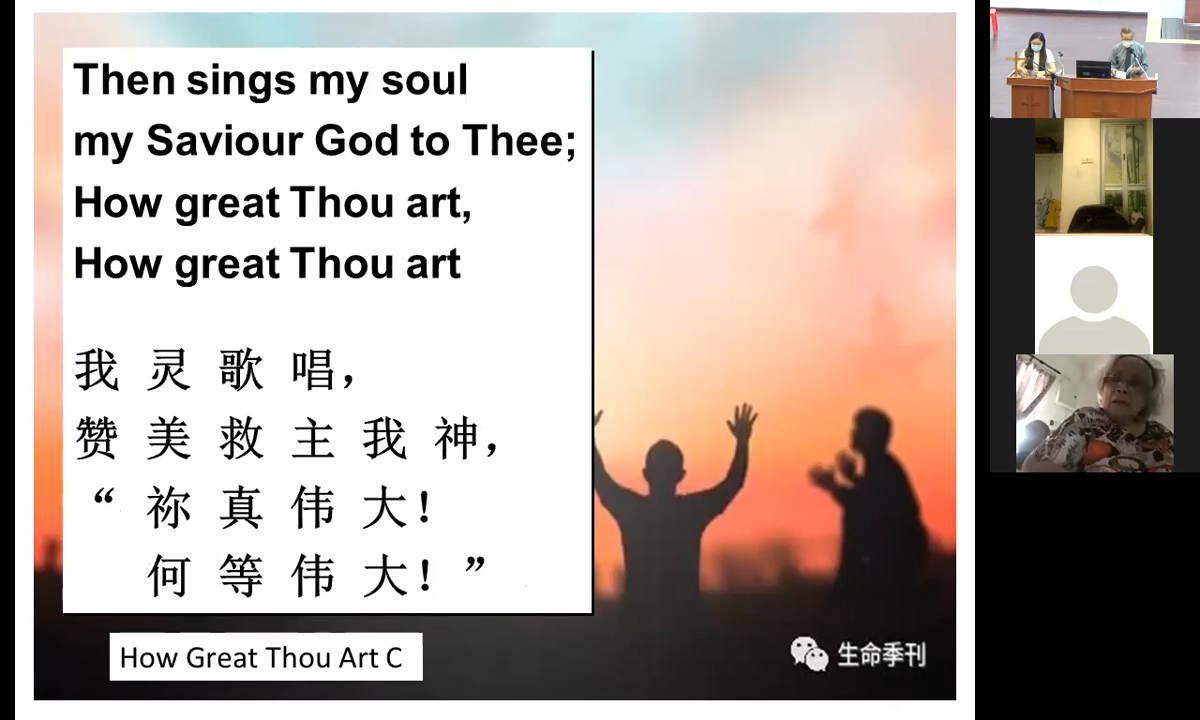 Then sings my soul
my Saviour God to Thee;
How great Thou art,
How great Thou art
我 灵 歌 唱，
赞 美 救 主 我 神，
“ 祢 真 伟 大！
何 等 伟 大！”
How Great Thou Art C
生命季刊